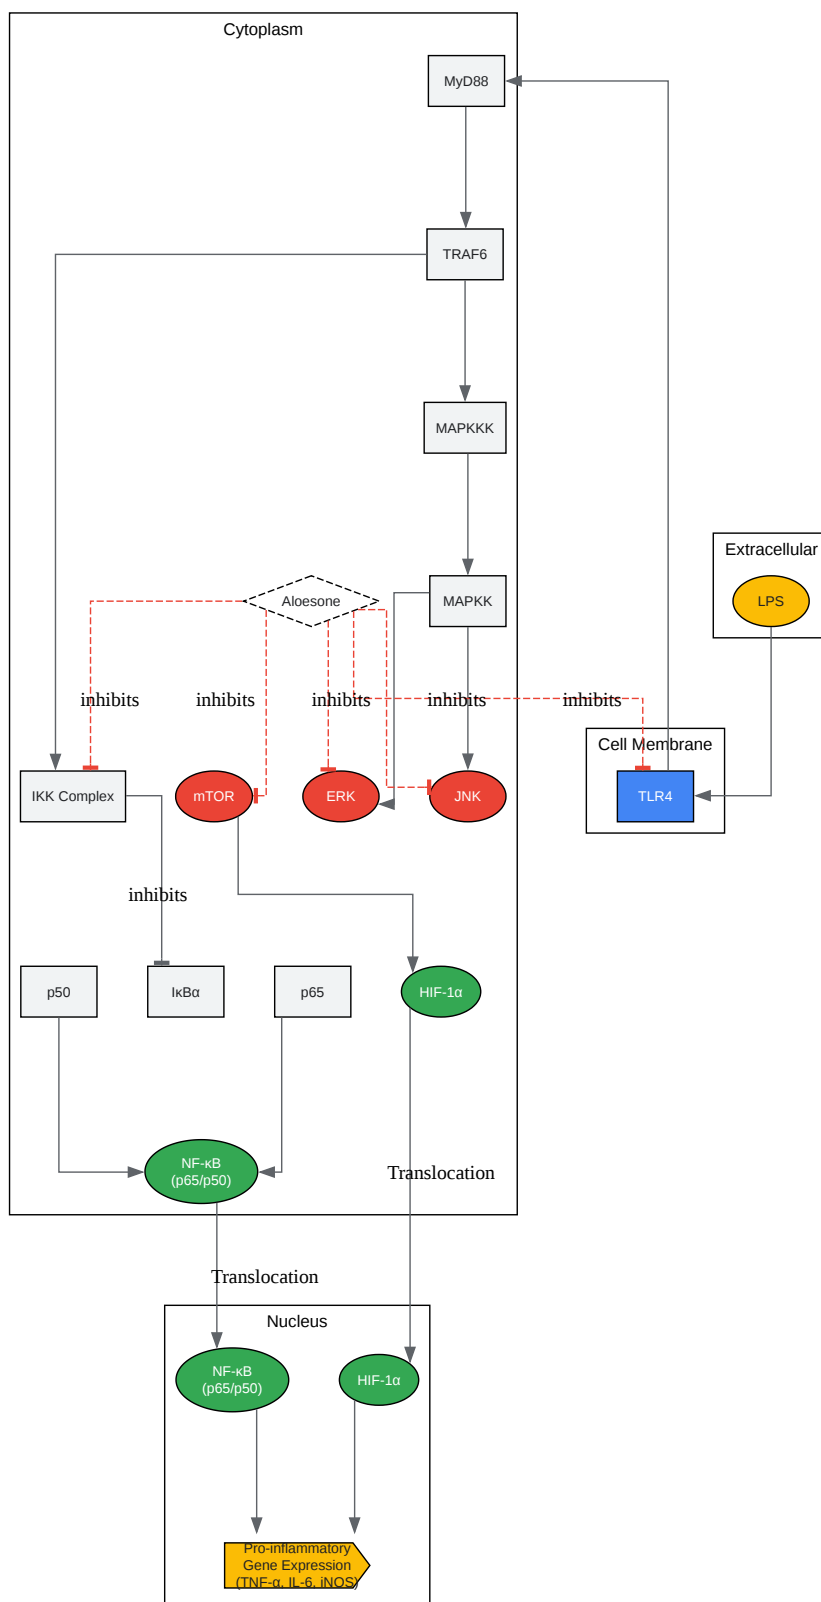 Cytoplasm
MyD88
TRAF6
MAPKKK
Extracellular
Aloesone
MAPKK
LPS
inhibits
inhibits
inhibits
inhibits
inhibits
Cell Membrane
IKK Complex
mTOR
ERK
JNK
TLR4
inhibits
p50
IκBα
p65
HIF-1α
NF-κB
(p65/p50)
Translocation
Translocation
Nucleus
NF-κB
(p65/p50)
HIF-1α
Pro-inflammatory
Gene Expression
(TNF-α, IL-6, iNOS)